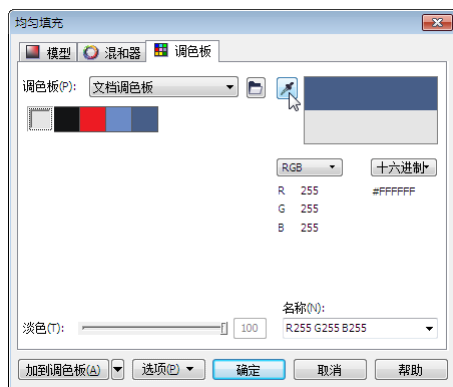 均匀填充
模型 混和器 调色板
调色板(P): 文档调色板
RGB 十六进制
R 255 #FFFFFF
G 255
B 255
名称(N):
淡色(T): 100 R255 G255 B255
加到调色板(A) 选项(P) 确定 取消 帮助